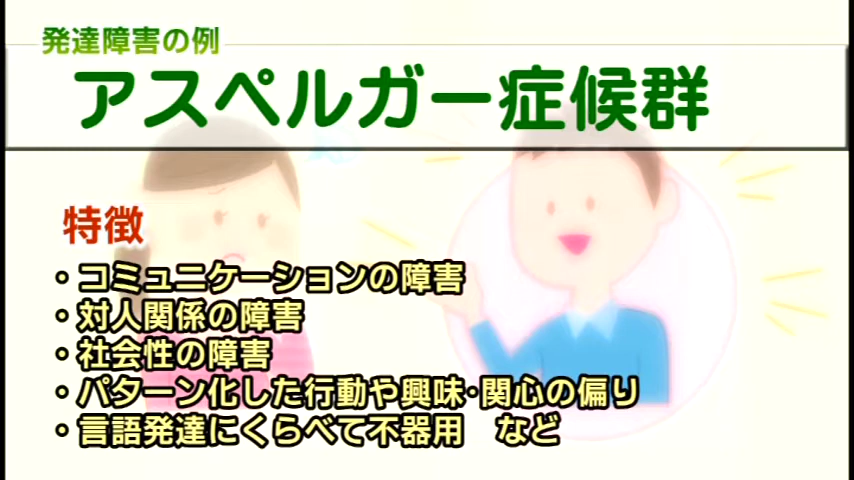 発達障害の例
アスペルガー症候群
特徴
・コミュニケーションの障害
・対人関係の障害
・社会性の障害
・パターン化した行動や興味・関心の偏り
・言語発達にくらべて不器用 など